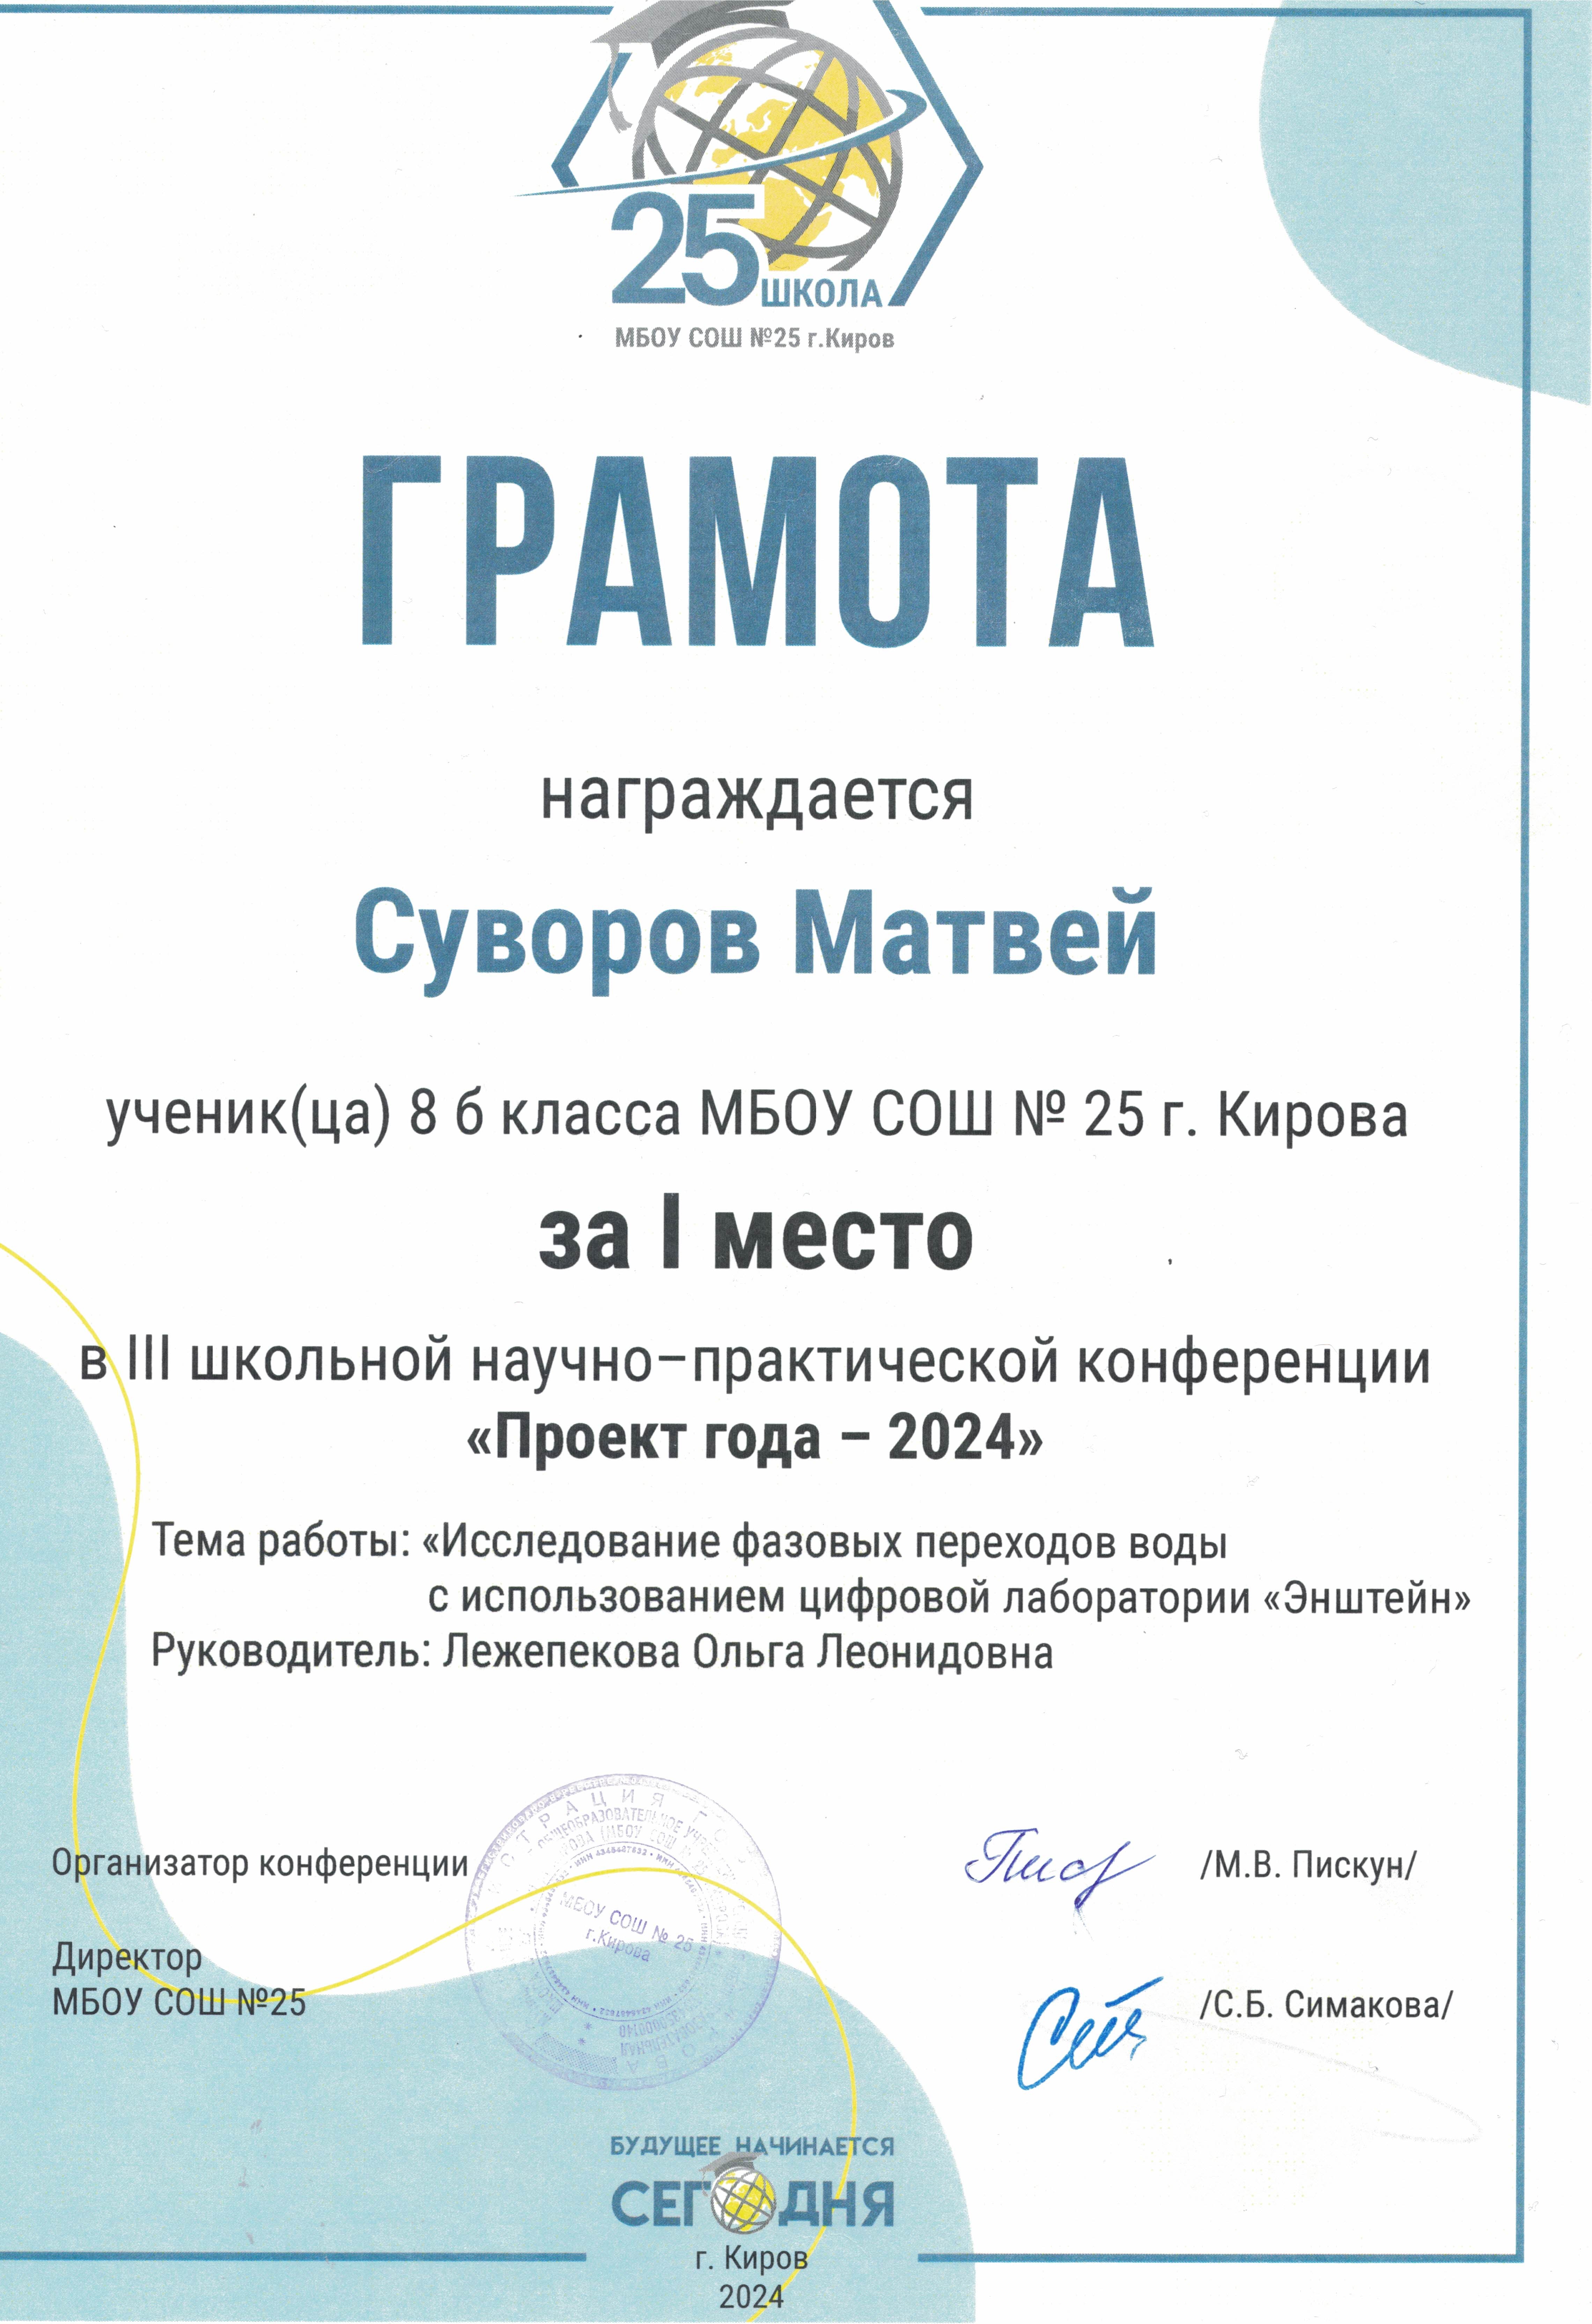 25 ШКОЛА
МБОУ СОШ №25 г.Киров
ГРАМОТА
награждается
Суворов Матвей
ученик(ца) 8 б класса МБОУ СОШ № 25 г. Кирова
за I место
в III школьной научно–практической конференции
«Проект года – 2024»
Тема работы: «Исследование фазовых переходов воды
с использованием цифровой лаборатории «Энштейн»
Руководитель: Лежепекова Ольга Леонидовна
Организатор конференции
/М.В. Пискун/
МБОУ СОШ № 25
г.Кирова
Директор
МБОУ СОШ №25
/С.Б. Симакова/
БУДУЩЕЕ НАЧИНАЕТСЯ
СЕГОДНЯ
г. Киров
2024